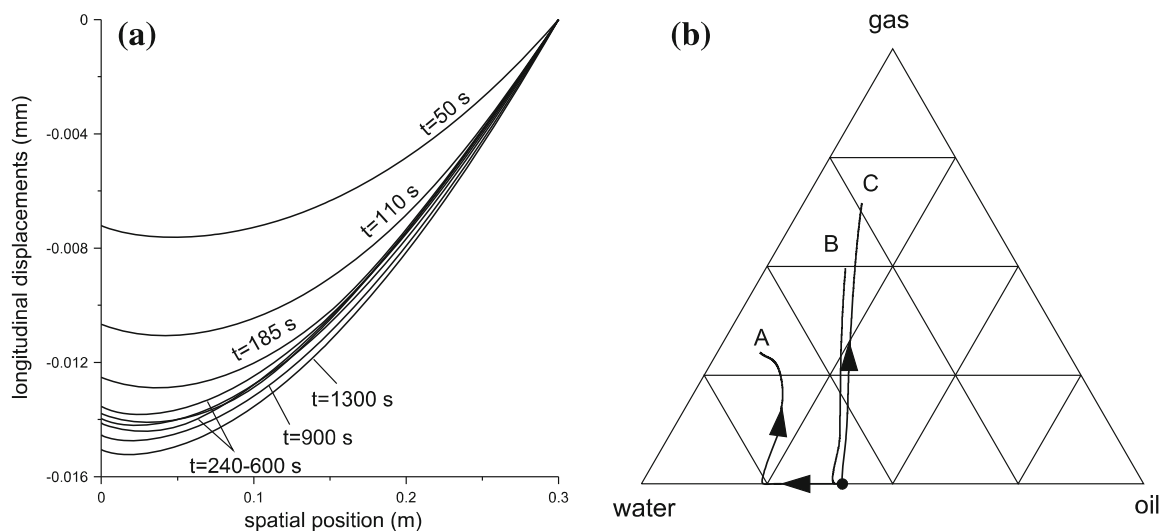 (a)
0
-0.004
-0.008
-0.012
-0.016
longitudinal displacements (mm)
t=50 s
t=110 s
t=185 s
t=1300 s
t=900 s
t=240-600 s
0
0.1
0.2
0.3
spatial position (m)
(b)
gas
C
B
A
water
oil